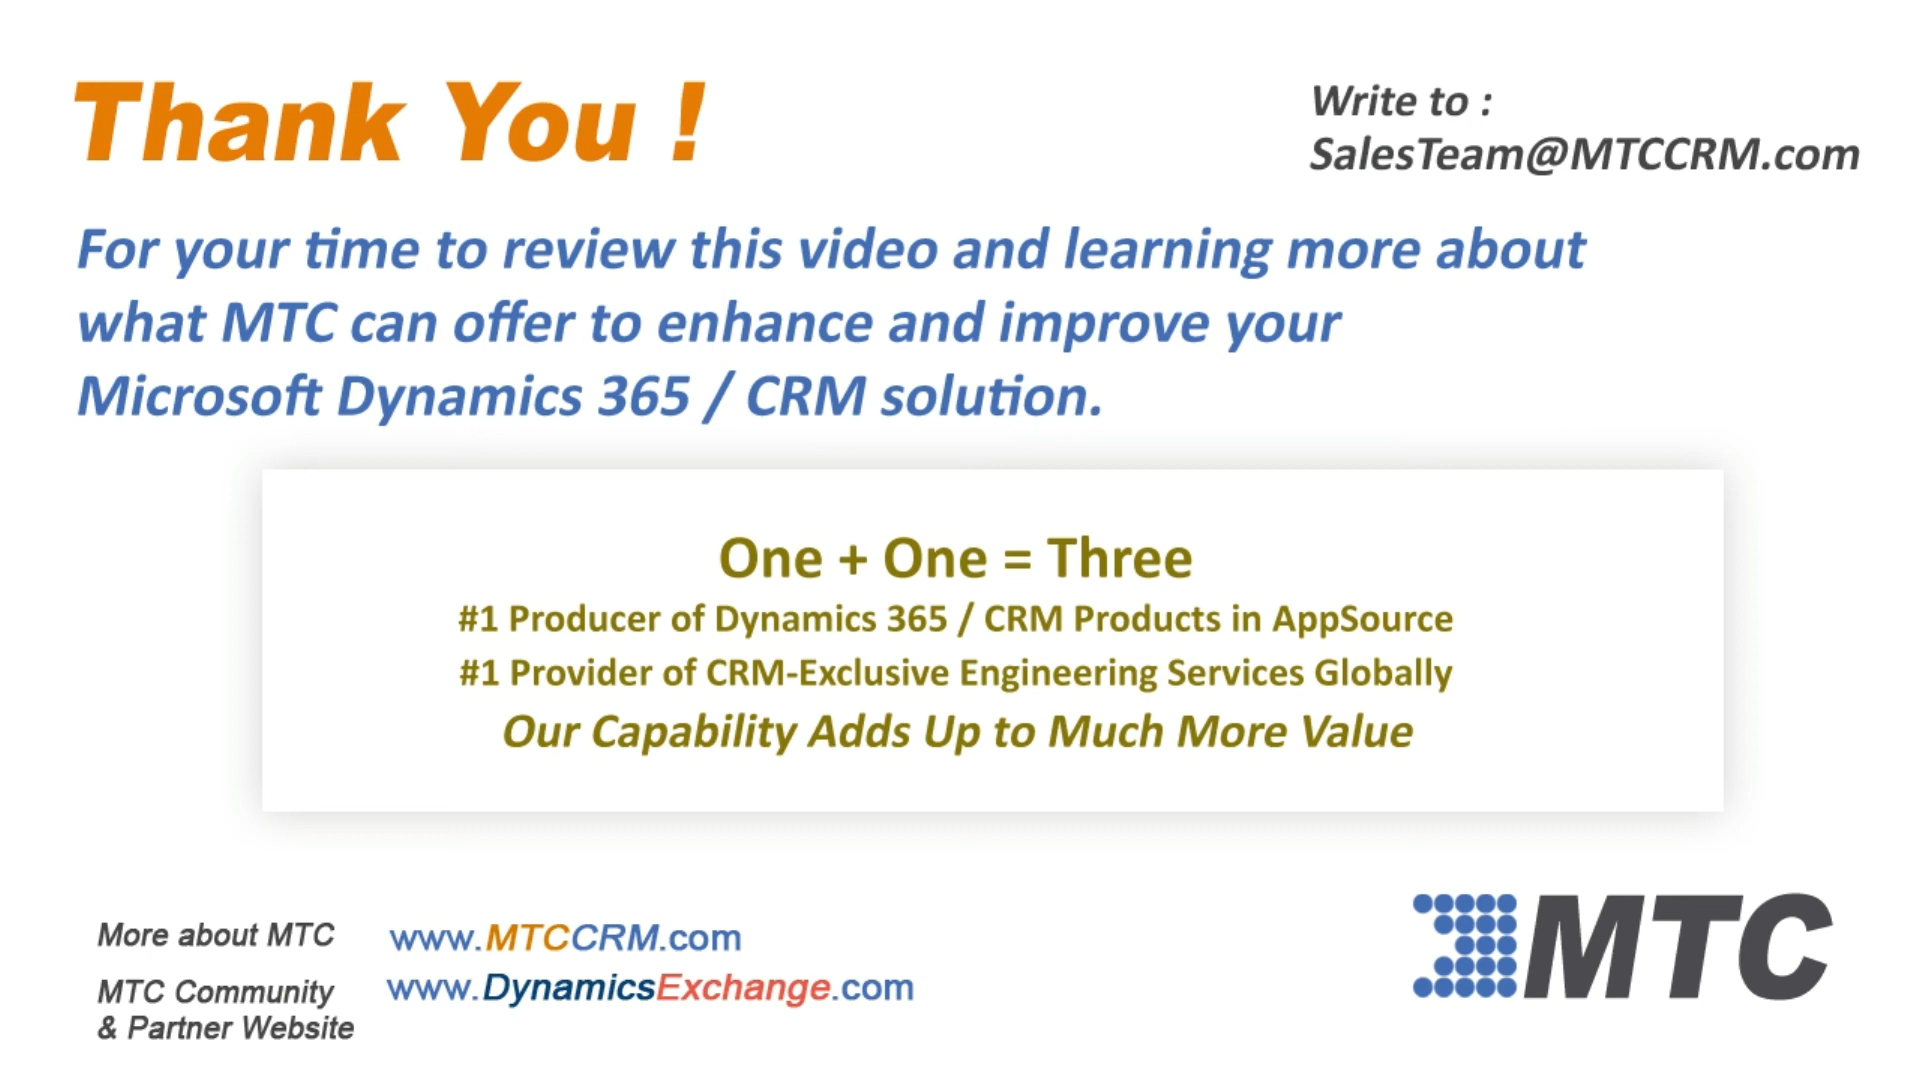 Thank You !
Write to :
SalesTeam@MTCCRM.com
For your time to review this video and learning more about
what MTC can offer to enhance and improve your
Microsoft Dynamics 365 / CRM solution.
One + One = Three
#1 Producer of Dynamics 365 / CRM Products in AppSource
#1 Provider of CRM-Exclusive Engineering Services Globally
Our Capability Adds Up to Much More Value
More about MTC www.MTCCRM.com
MTC Community www.DynamicsExchange.com
& Partner Website
MTC